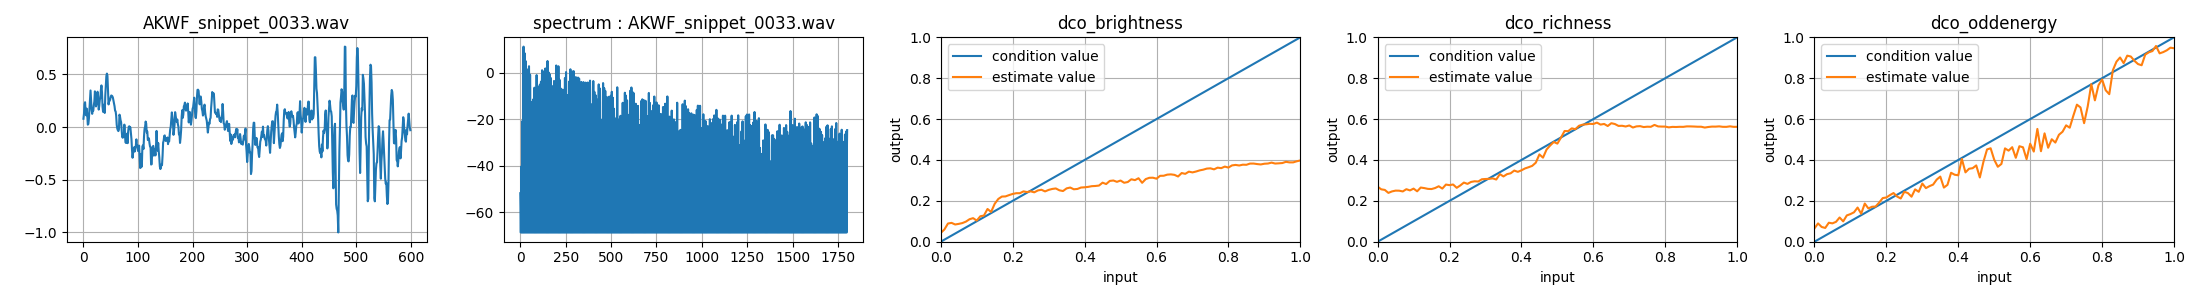 AKWF_snippet_0033.wav
0.5
0.0
−0.5
−1.0
0 100 200 300 400 500 600
spectrum : AKWF_snippet_0033.wav
0
−20
−40
−60
0 250 500 750 1000 1250 1500 1750
dco_brightness
condition value
estimate value
output
1.0
0.8
0.6
0.4
0.2
0.0
0.0 0.2 0.4 0.6 0.8 1.0
input
dco_richness
condition value
estimate value
output
1.0
0.8
0.6
0.4
0.2
0.0
0.0 0.2 0.4 0.6 0.8 1.0
input
dco_oddenergy
condition value
estimate value
output
1.0
0.8
0.6
0.4
0.2
0.0
0.0 0.2 0.4 0.6 0.8 1.0
input